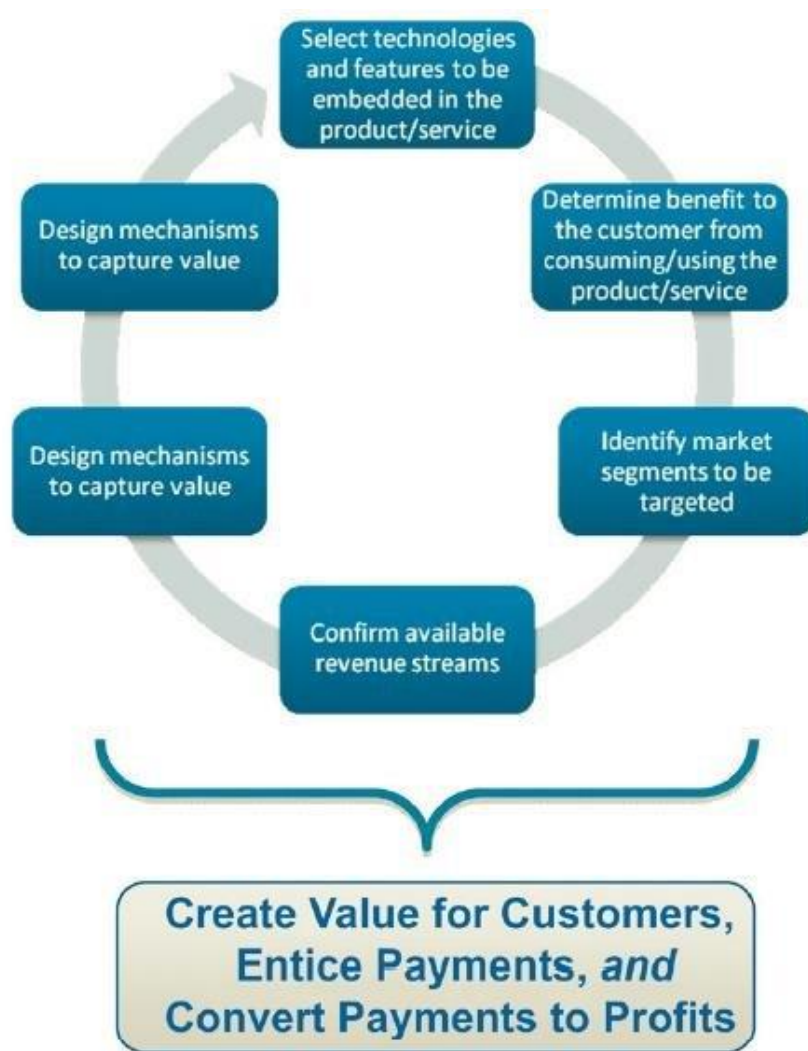 Select technologies
and features to be
embedded in the
product/service
Determine benefit to
the customer from
consuming/using the
product/service
Identify market
segments to be
targeted
Confirm available
revenue streams
Design mechanisms
to capture value
Design mechanisms
to capture value
Create Value for Customers,
Entice Payments, and
Convert Payments to Profits